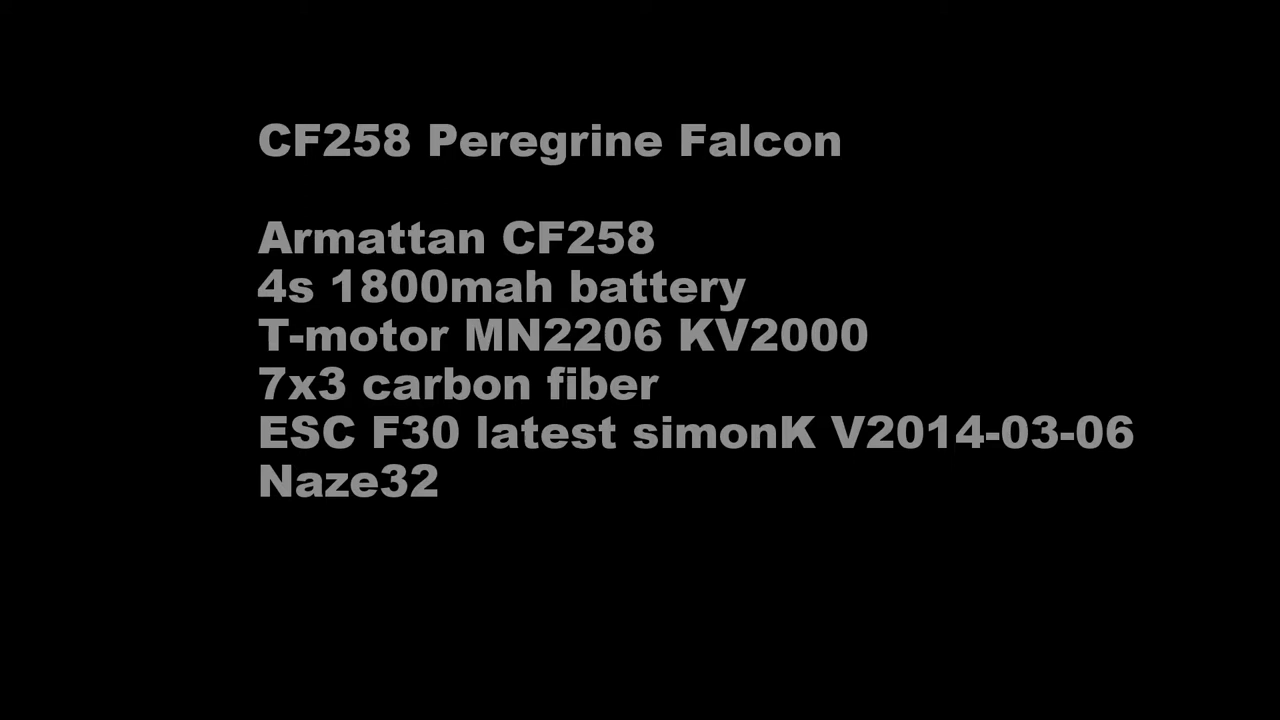 CF258 Peregrine Falcon
Armattan CF258
4s 1800mah battery
T-motor MN2206 KV2000
7x3 carbon fiber
ESC F30 latest simonK V2014-03-06
Naze32